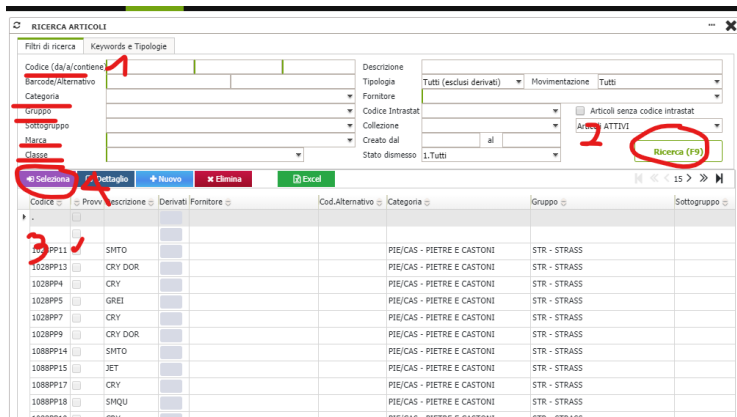 RICERCA ARTICOLI
Filtri di ricerca Keywords e Tipologie
Codice (da/a/contiene) 1 Descrizione
Barcode/Alternativo Tipologia Tutti (esclusi derivati) Movimentazione Tutti
Categoria Fornitore
Gruppo Codice Intrastat Articoli senza codice intrastat
Sottogruppo Collezione Articoli ATTIVI
Marca Creato dal al 2
Classe Stato dismesso 1.Tutti Ricerca (F9)
Seleziona 4 Dettaglio + Nuovo × Elimina Excel 15
Codice Provv Descrizione Derivati Fornitore Cod.Alternativo Categoria Gruppo Sottogruppo
.
3
1028PP11 SMTO PIE/CAS - PIETRE E CASTONI STR - STRASS
1028PP13 CRY DOR PIE/CAS - PIETRE E CASTONI STR - STRASS
1028PP4 CRY PIE/CAS - PIETRE E CASTONI STR - STRASS
1028PP5 GREI PIE/CAS - PIETRE E CASTONI STR - STRASS
1028PP7 CRY PIE/CAS - PIETRE E CASTONI STR - STRASS
1028PP9 CRY DOR PIE/CAS - PIETRE E CASTONI STR - STRASS
1088PP14 SMTO PIE/CAS - PIETRE E CASTONI STR - STRASS
1088PP15 JET PIE/CAS - PIETRE E CASTONI STR - STRASS
1088PP17 CRY PIE/CAS - PIETRE E CASTONI STR - STRASS
1088PP18 SMQU PIE/CAS - PIETRE E CASTONI STR - STRASS